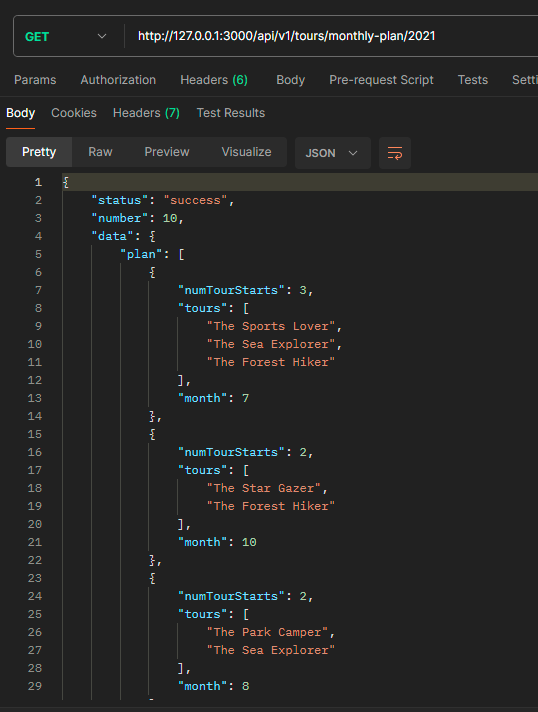 GET http://127.0.0.1:3000/api/v1/tours/monthly-plan/2021
Params Authorization Headers (6) Body Pre-request Script Tests
Body Cookies Headers (7) Test Results
Pretty Raw Preview Visualize JSON
1 {
2 "status": "success",
3 "number": 10,
4 "data": {
5 "plan": [
6 {
7 "numTourStarts": 3,
8 "tours": [
9 "The Sports Lover",
10 "The Sea Explorer",
11 "The Forest Hiker"
12 ],
13 "month": 7
14 },
15 {
16 "numTourStarts": 2,
17 "tours": [
18 "The Star Gazer",
19 "The Forest Hiker"
20 ],
21 "month": 10
22 },
23 {
24 "numTourStarts": 2,
25 "tours": [
26 "The Park Camper",
27 "The Sea Explorer"
28 ],
29 "month": 8